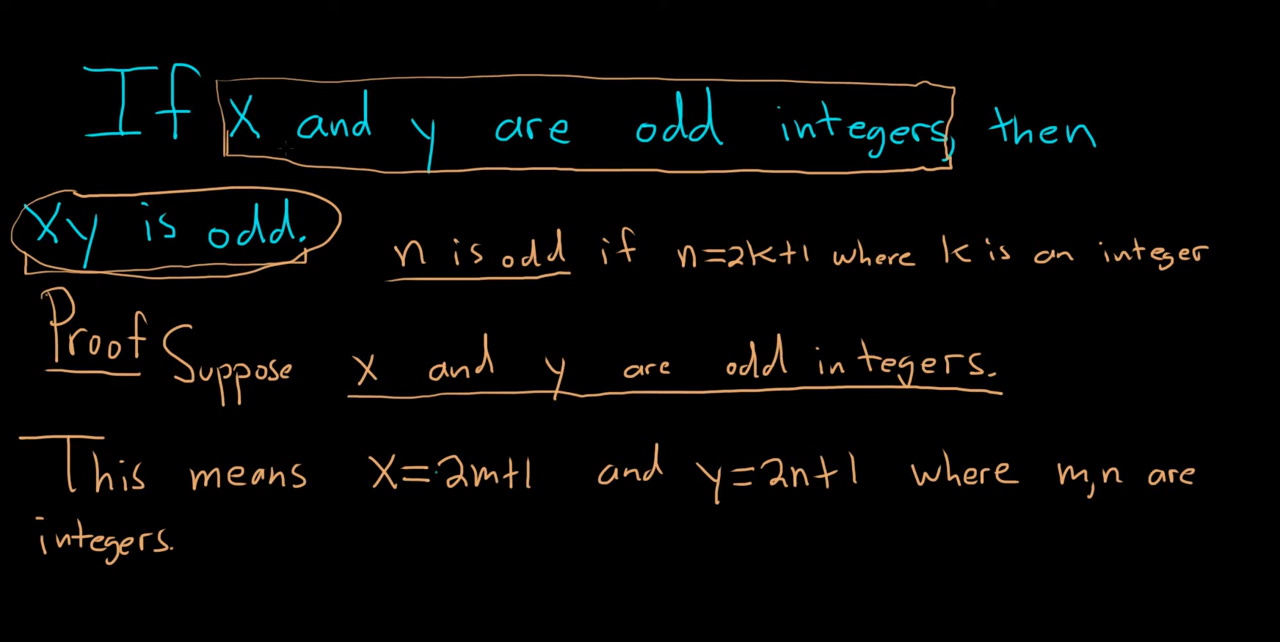 If X and y are odd integers, then
Xy is odd.
n is odd if n=2k+1 where k is an integer
Proof Suppose x and y are odd integers.
This means X=2m+1 and y=2n+1 where m,n are
integers.